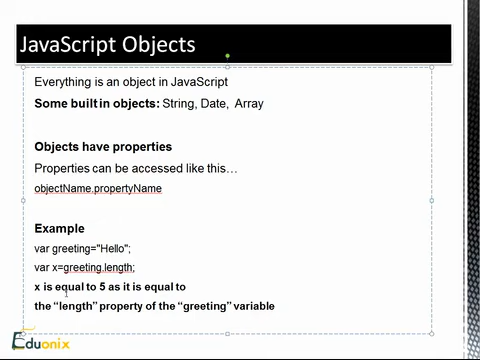 JavaScript Objects
Everything is an object in JavaScript
Some built in objects: String, Date, Array
Objects have properties
Properties can be accessed like this…
objectName.propertyName
Example
var greeting="Hello";
var x=greeting.length;
x is equal to 5 as it is equal to
the “length” property of the “greeting” variable
Eduonix